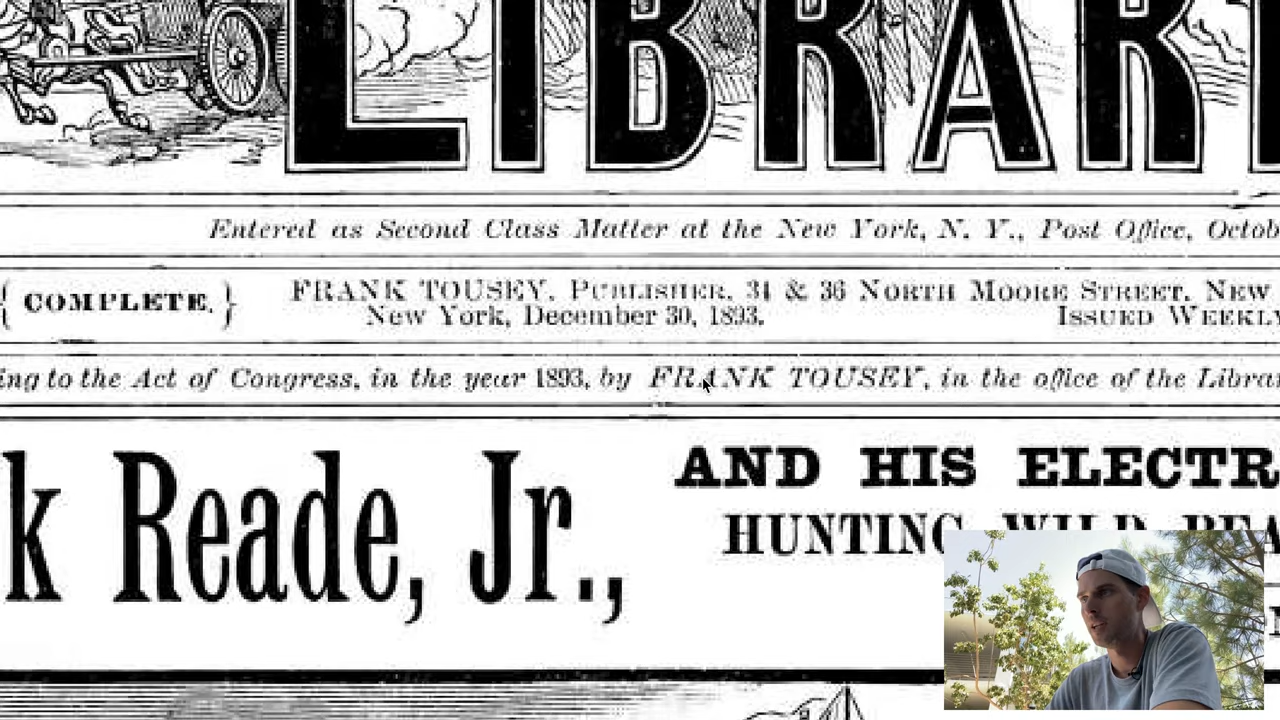 LIBRAR
Entered as Second Class Matter at the New York, N. Y., Post Office, Octob
{ COMPLETE. } FRANK TOUSEY, PUBLISHER, 34 & 36 NORTH MOORE STREET, NEW
New York, December 30, 1893. ISSUED WEEKLY
ing to the Act of Congress, in the year 1893, by FRANK TOUSEY, in the office of the Librar
k Reade, Jr., AND HIS ELECTR
HUNTING WILD BEA